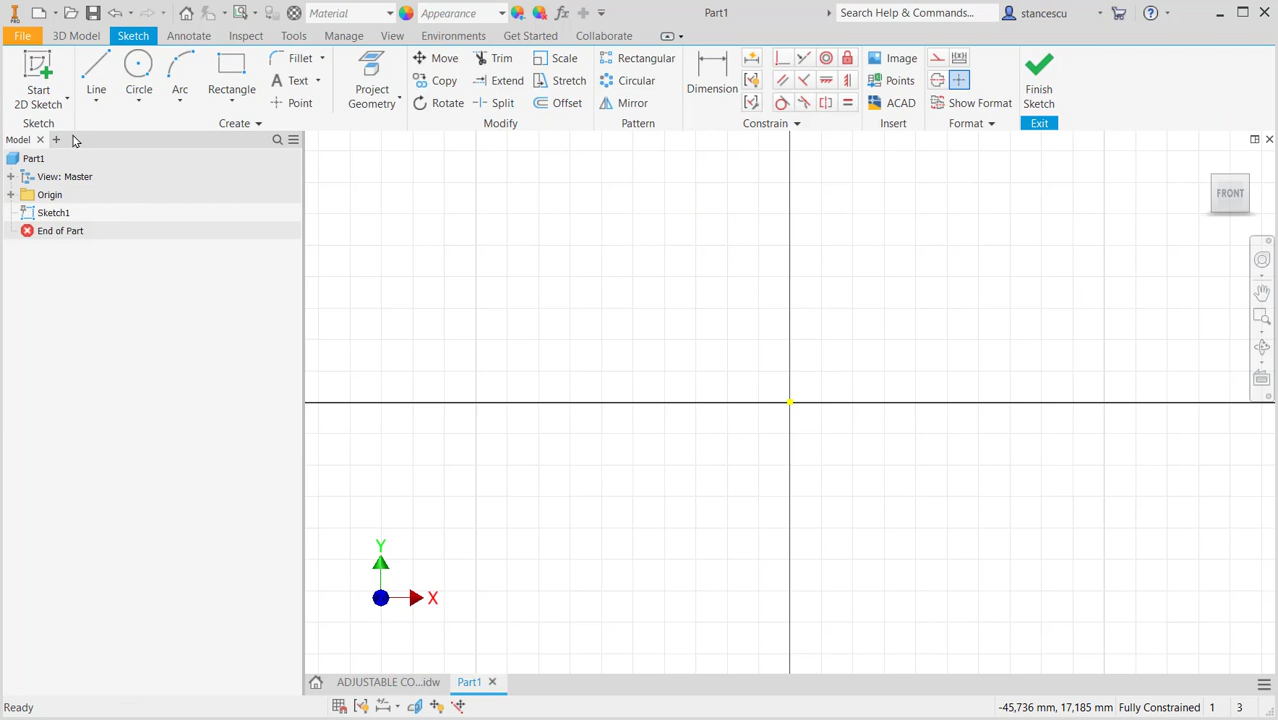 PRO
Material
Appearance
Part1
Search Help & Commands...
stancescu
File
3D Model
Sketch
Annotate
Inspect
Tools
Manage
View
Environments
Get Started
Collaborate
Start
2D Sketch
Line
Circle
Arc
Rectangle
Fillet
Text
Point
Project
Geometry
Move
Copy
Rotate
Trim
Extend
Split
Scale
Stretch
Offset
Rectangular
Circular
Mirror
Dimension
Image
Points
ACAD
Show Format
Finish
Sketch
Sketch
Create
Modify
Pattern
Constrain
Insert
Format
Exit
Model
Part1
View: Master
Origin
Sketch1
End of Part
FRONT
Y
X
ADJUSTABLE CO...idw
Part1
Ready
-45,736 mm, 17,185 mm
Fully Constrained
1
3